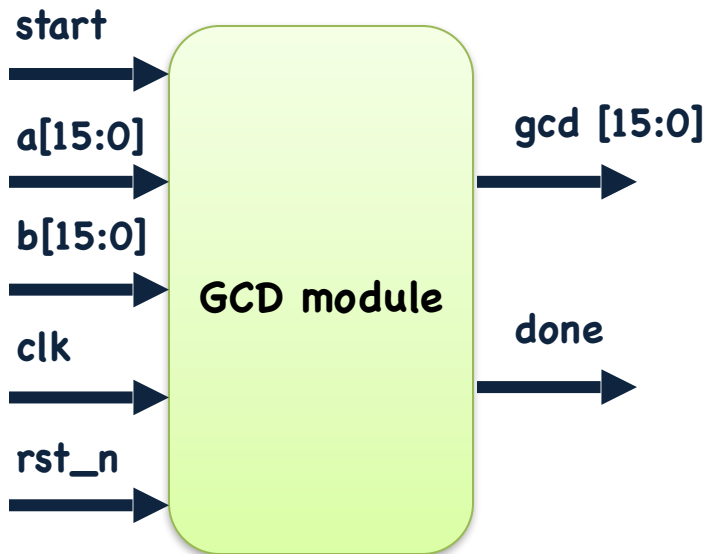 start
a[15:0]
b[15:0]
clk
rst_n
GCD module
gcd [15:0]
done